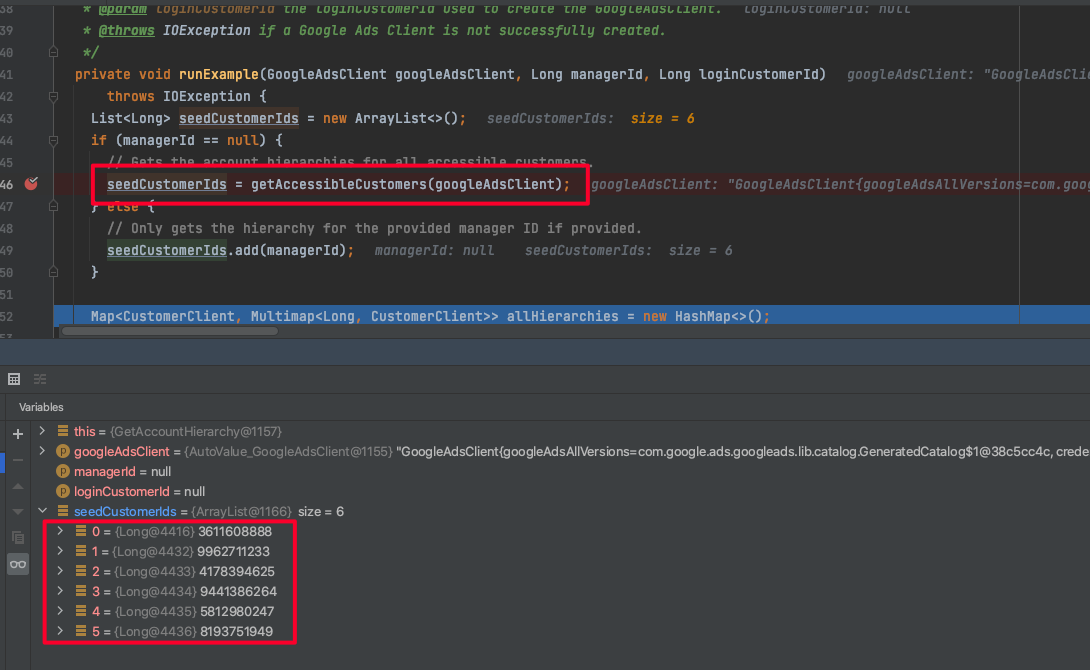 38 * @param loginCustomerId the loginCustomerId used to create the GoogleAdsClient. loginCustomerId: null
39 * @throws IOException if a Google Ads Client is not successfully created.
40 */
41 private void runExample(GoogleAdsClient googleAdsClient, Long managerId, Long loginCustomerId) googleAdsClient: "GoogleAdsClie
42 throws IOException {
43 List<Long> seedCustomerIds = new ArrayList<>(); seedCustomerIds: size = 6
44 if (managerId == null) {
45 // Gets the account hierarchies for all accessible customers.
46 seedCustomerIds = getAccessibleCustomers(googleAdsClient); googleAdsClient: "GoogleAdsClient{googleAdsAllVersions=com.goog
47 } else {
48 // Only gets the hierarchy for the provided manager ID if provided.
49 seedCustomerIds.add(managerId); managerId: null seedCustomerIds: size = 6
50 }
51
52 Map<CustomerClient, Multimap<Long, CustomerClient>> allHierarchies = new HashMap<>();
53
Variables
this = {GetAccountHierarchy@1157}
googleAdsClient = {AutoValue_GoogleAdsClient@1155} "GoogleAdsClient{googleAdsAllVersions=com.google.ads.googleads.lib.catalog.GeneratedCatalog$1@38c5cc4c, crede
managerId = null
loginCustomerId = null
seedCustomerIds = {ArrayList@1166} size = 6
0 = {Long@4416} 3611608888
1 = {Long@4432} 9962711233
2 = {Long@4433} 4178394625
3 = {Long@4434} 9441386264
4 = {Long@4435} 5812980247
5 = {Long@4436} 8193751949